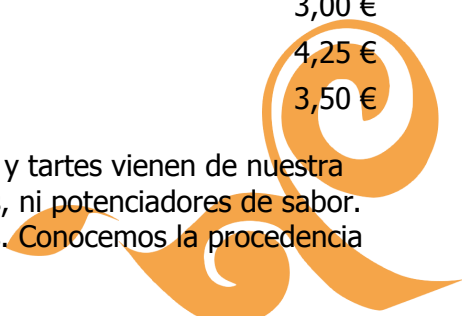 3,00 €
4,25 €
3,50 €
y tartes vienen de nuestra
, ni potenciadores de sabor.
. Conocemos la procedencia